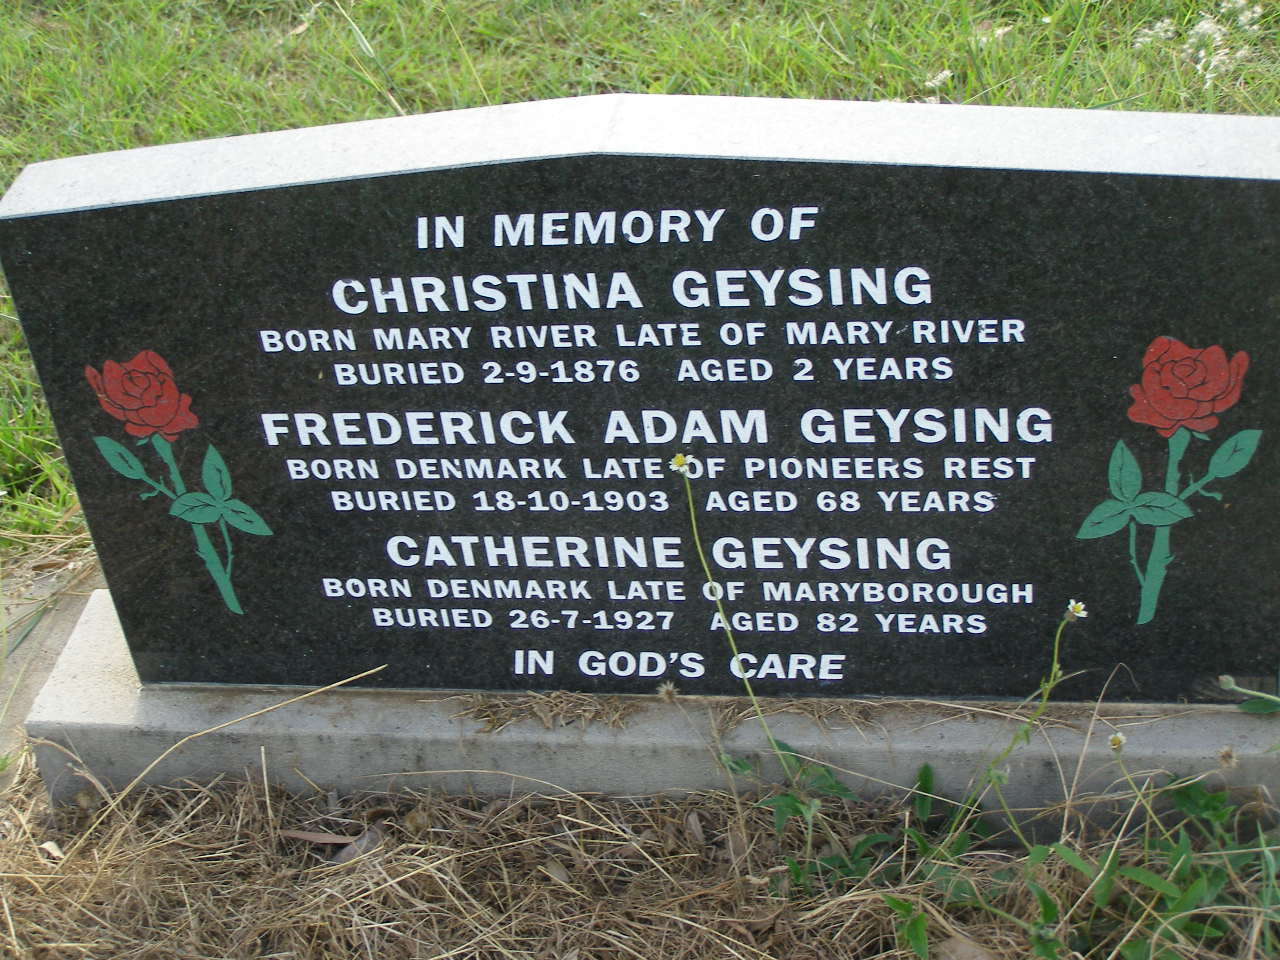 IN MEMORY OF
CHRISTINA GEYSING
BORN MARY RIVER LATE OF MARY RIVER
BURIED 2-9-1876 AGED 2 YEARS
FREDERICK ADAM GEYSING
BORN DENMARK LATE OF PIONEERS REST
BURIED 18-10-1903 AGED 68 YEARS
CATHERINE GEYSING
BORN DENMARK LATE OF MARYBOROUGH
BURIED 26-7-1927 AGED 82 YEARS
IN GOD'S CARE